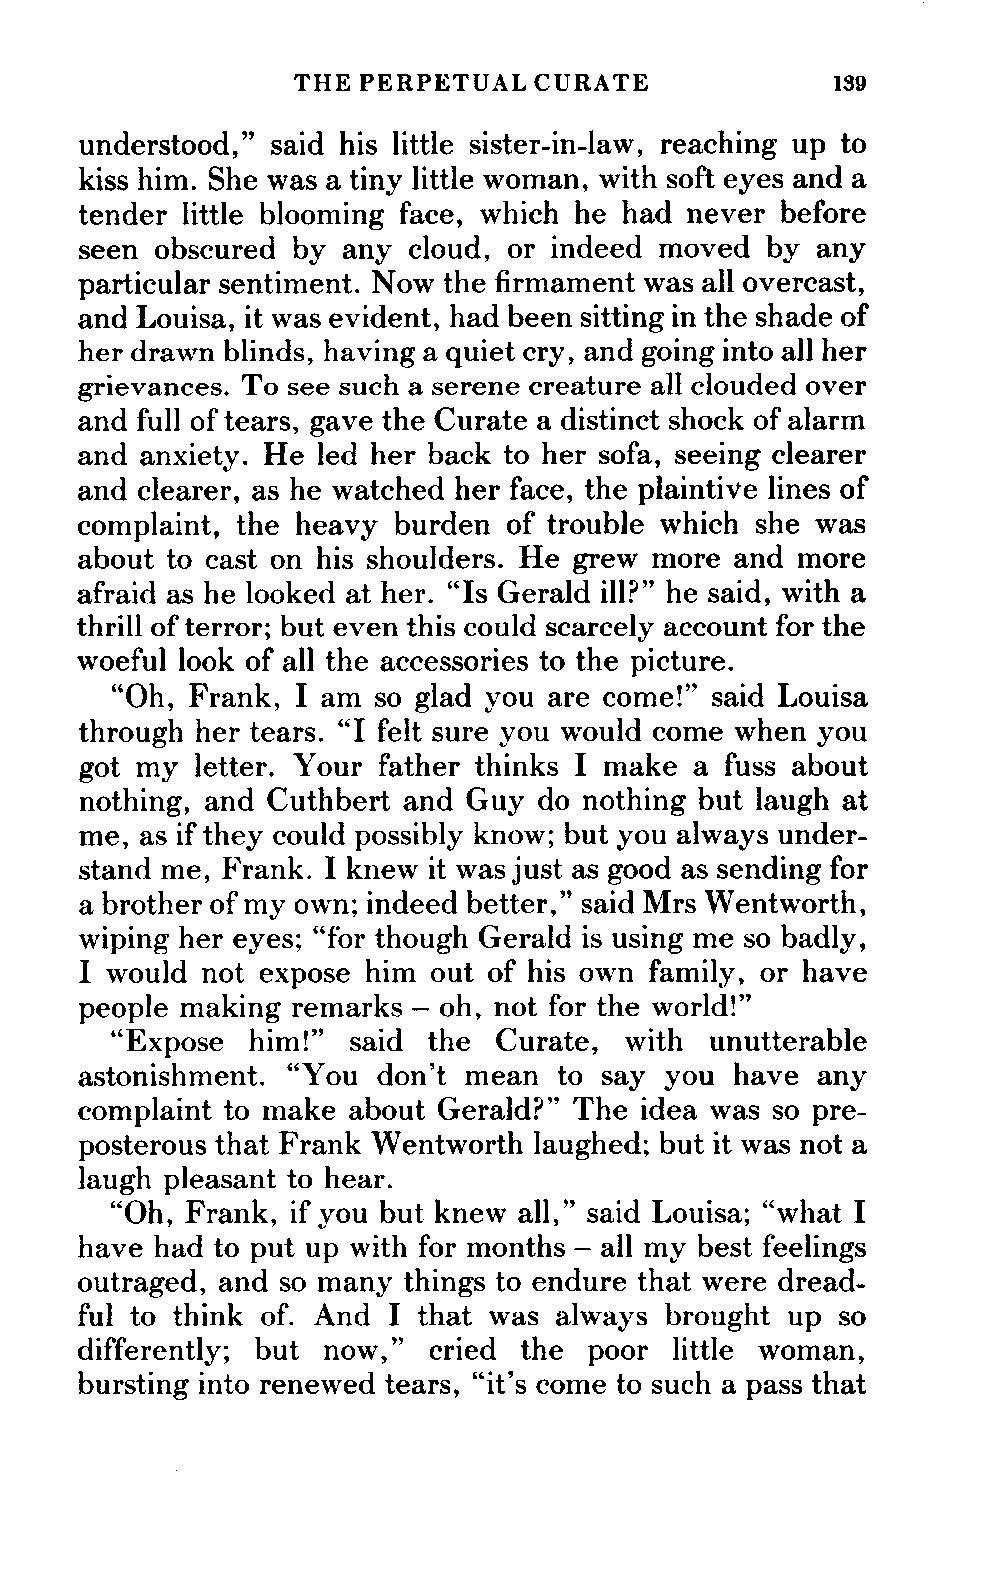 THE PERPETUAL CURATE 139
understood,” said his little sister-in-law, reaching up to
kiss him. She was a tiny little woman, with soft eyes and a
tender little blooming face, which he had never before
seen obscured by any cloud, or indeed moved by any
particular sentiment. Now the firmament was all overcast,
and Louisa, it was evident, had been sitting in the shade of
her drawn blinds, having a quiet cry, and going into all her
grievances. To see such a serene creature all clouded over
and full of tears, gave the Curate a distinct shock of alarm
and anxiety. He led her back to her sofa, seeing clearer
and clearer, as he watched her face, the plaintive lines of
complaint, the heavy burden of trouble which she was
about to cast on his shoulders. He grew more and more
afraid as he looked at her. “Is Gerald ill?” he said, with a
thrill of terror; but even this could scarcely account for the
woeful look of all the accessories to the picture.
“Oh, Frank, I am so glad you are come!” said Louisa
through her tears. “I felt sure you would come when you
got my letter. Your father thinks I make a fuss about
nothing, and Cuthbert and Guy do nothing but laugh at
me, as if they could possibly know; but you always under-
stand me, Frank. I knew it was just as good as sending for
a brother of my own; indeed better,” said Mrs Wentworth,
wiping her eyes; “for though Gerald is using me so badly,
I would not expose him out of his own family, or have
people making remarks – oh, not for the world!”
“Expose him!” said the Curate, with unutterable
astonishment. “You don’t mean to say you have any
complaint to make about Gerald?” The idea was so pre-
posterous that Frank Wentworth laughed; but it was not a
laugh pleasant to hear.
“Oh, Frank, if you but knew all,” said Louisa; “what I
have had to put up with for months – all my best feelings
outraged, and so many things to endure that were dread-
ful to think of. And I that was always brought up so
differently; but now,” cried the poor little woman,
bursting into renewed tears, “it’s come to such a pass that